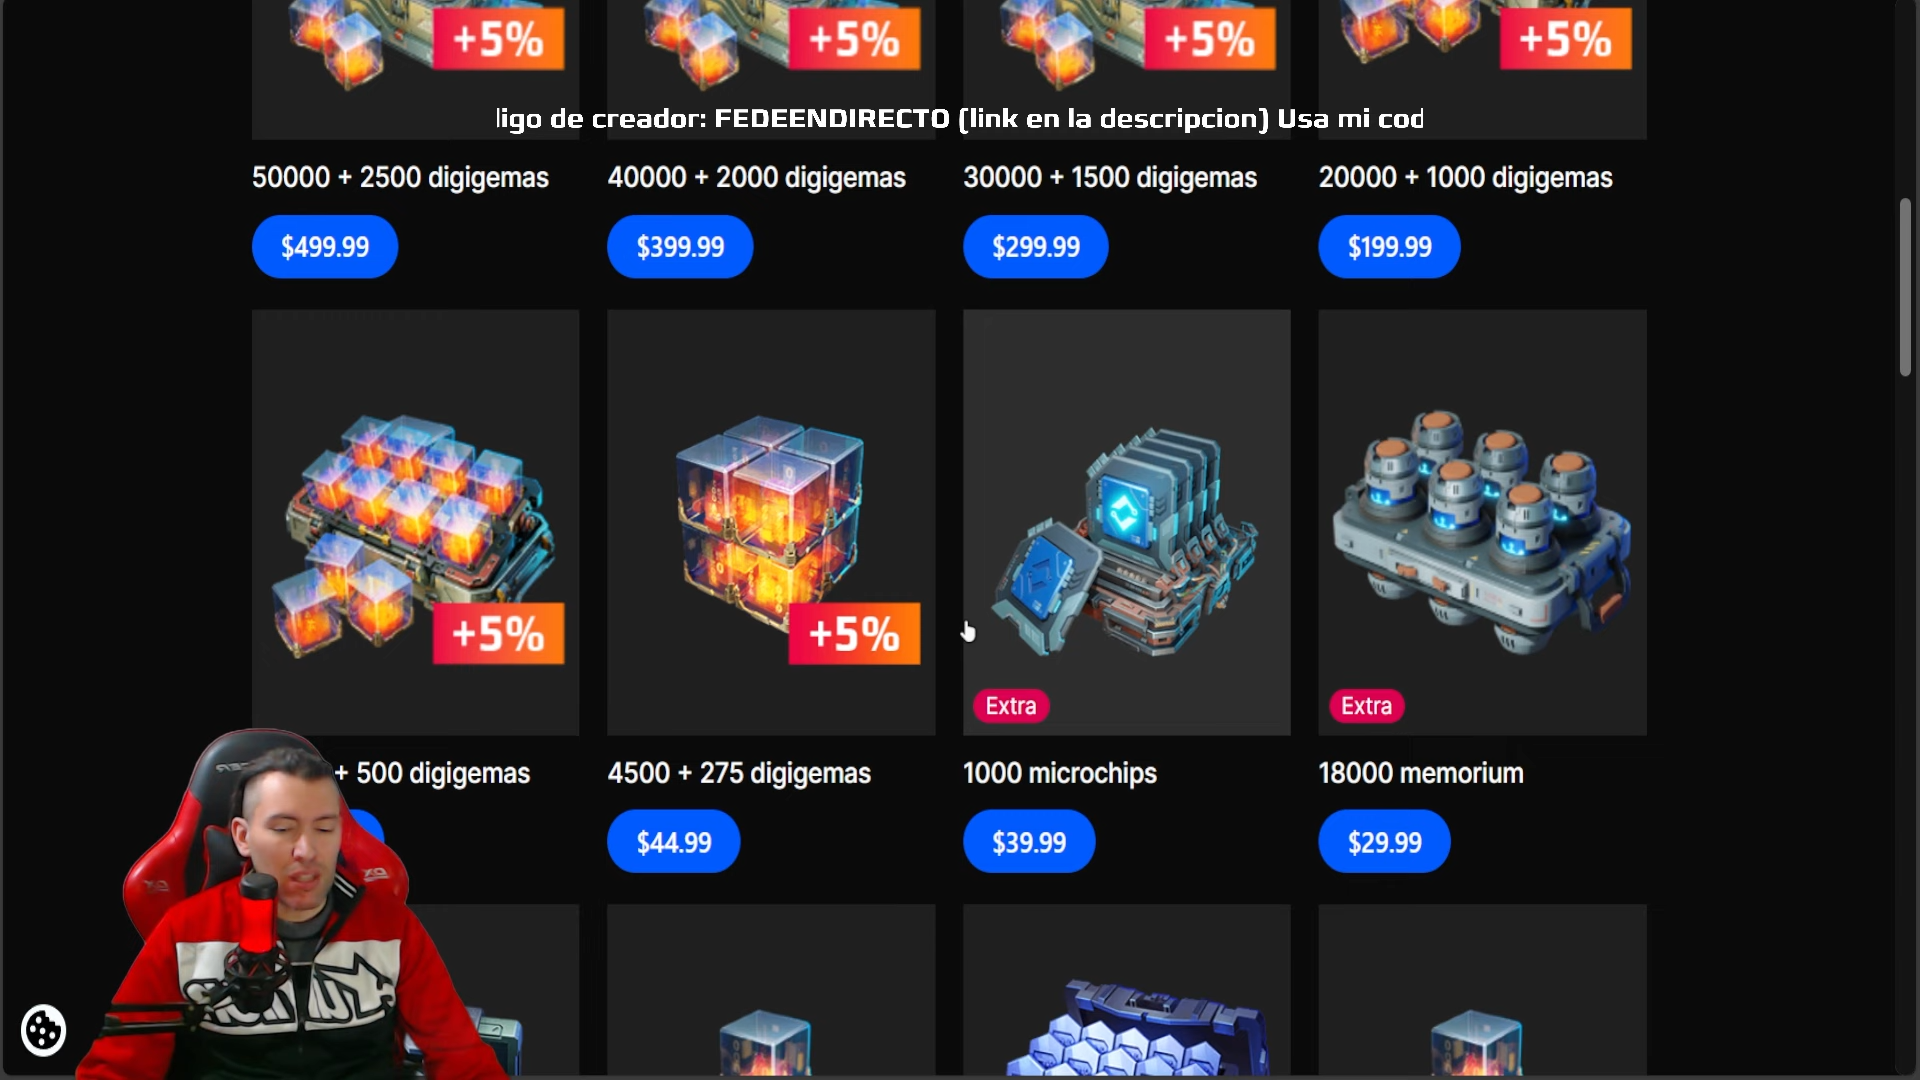 +5%
+5%
+5%
+5%
digo de creador: FEDEENDIRECTO (link en la descripcion) Usa mi cod
50000 + 2500 digigemas
40000 + 2000 digigemas
30000 + 1500 digigemas
20000 + 1000 digigemas
$499.99
$399.99
$299.99
$199.99
+5%
+5%
Extra
Extra
+ 500 digigemas
4500 + 275 digigemas
1000 microchips
18000 memorium
$44.99
$39.99
$29.99